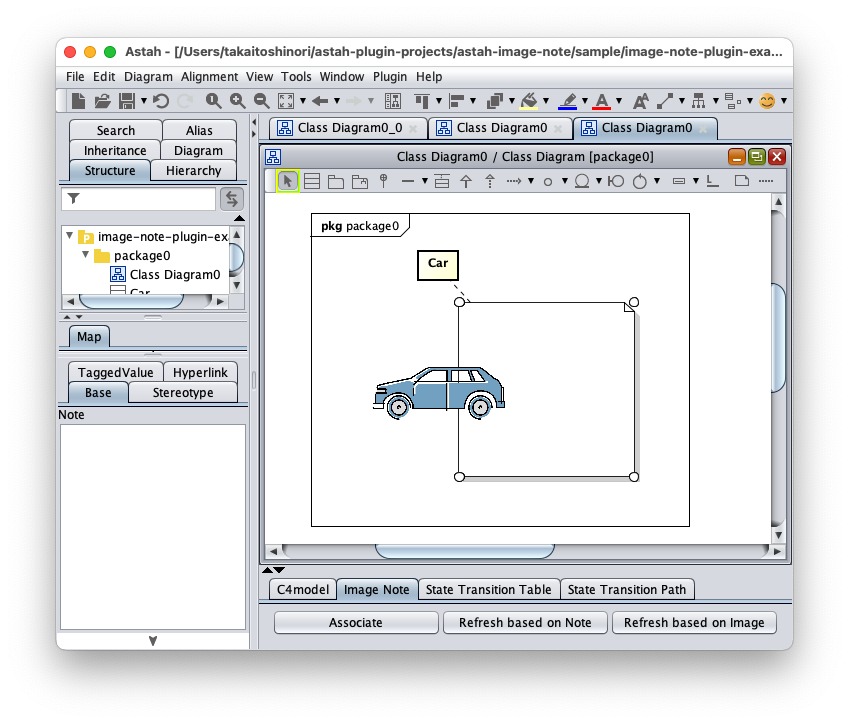 Astah - [/Users/takaitoshinori/astah-plugin-projects/astah-image-note/sample/image-note-plugin-exa...
File Edit Diagram Alignment View Tools Window Plugin Help
Search Alias
Inheritance Diagram
Structure Hierarchy
image-note-plugin-ex
package0
Class Diagram0
Car
Map
TaggedValue Hyperlink
Base Stereotype
Note
Class Diagram0_0 Class Diagram0 Class Diagram0
Class Diagram0 / Class Diagram [package0]
pkg package0
Car
C4model Image Note State Transition Table State Transition Path
Associate Refresh based on Note Refresh based on Image